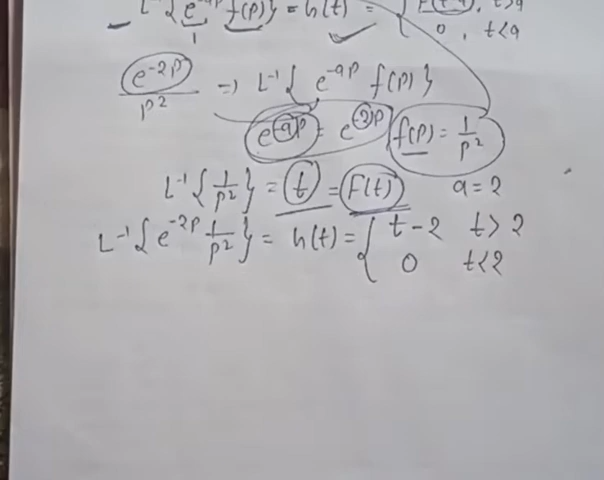 L⁻¹{e^{-ap} f(p)} = h(t) = { F(t-a), t>a
0, t<a
e^{-2p}/p² ⇒ L⁻¹{e^{-ap} f(p)}
e^{-ap} = e^{-2p} f(p) = 1/p²
L⁻¹{1/p²} = t = F(t) a = 2
L⁻¹{e^{-2p} 1/p²} = h(t) = { t-2 t>2
0 t<2